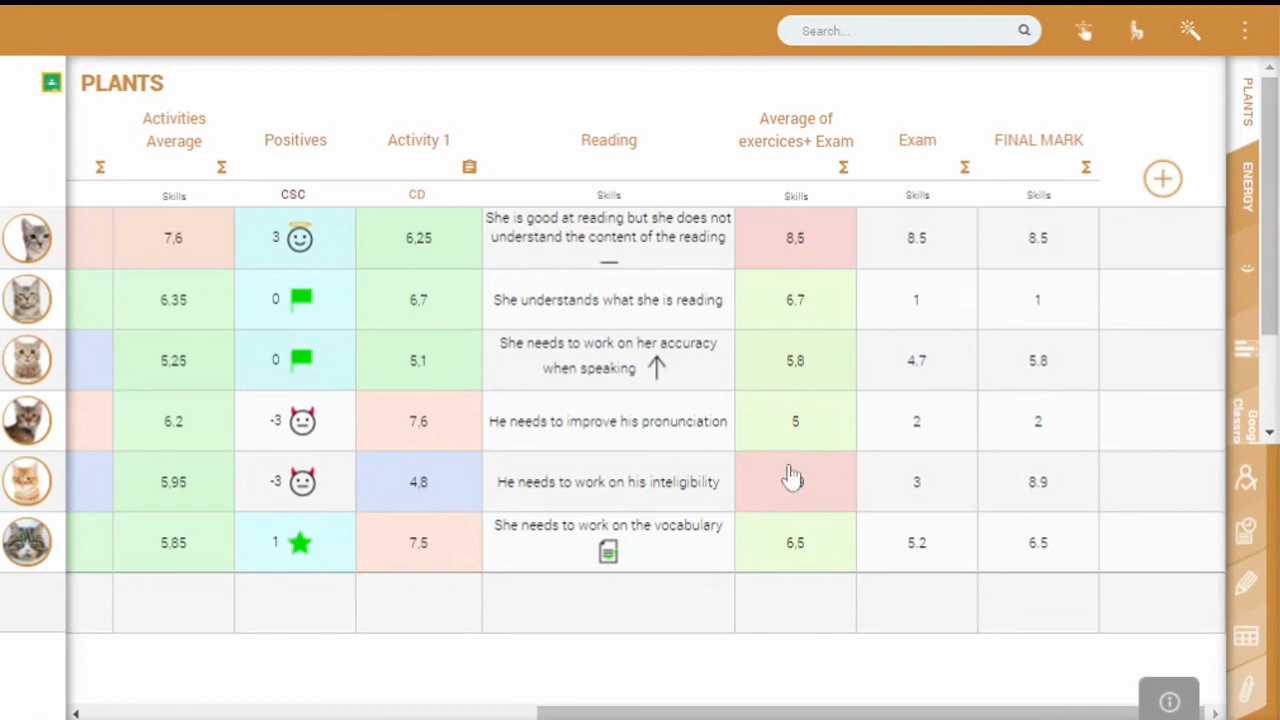 Search...
PLANTS
Activities
Average
Positives
Activity 1
Reading
Average of
exercices+ Exam
Exam
FINAL MARK
Σ Σ Σ Σ Σ
Skills CSC CD Skills Skills Skills Skills
7,6 3 6,25 She is good at reading but she does not
understand the content of the reading 8,5 8.5 8.5
6.35 0 6,7 She understands what she is reading 6.7 1 1
5,25 0 5,1 She needs to work on her accuracy
when speaking 5,8 4.7 5.8
6.2 -3 7,6 He needs to improve his pronunciation 5 2 2
5,95 -3 4,8 He needs to work on his inteligibility 3 8.9
5,85 1 7,5 She needs to work on the vocabulary 6,5 5.2 6.5
PLANTS
ENERGY
Goog
Classro